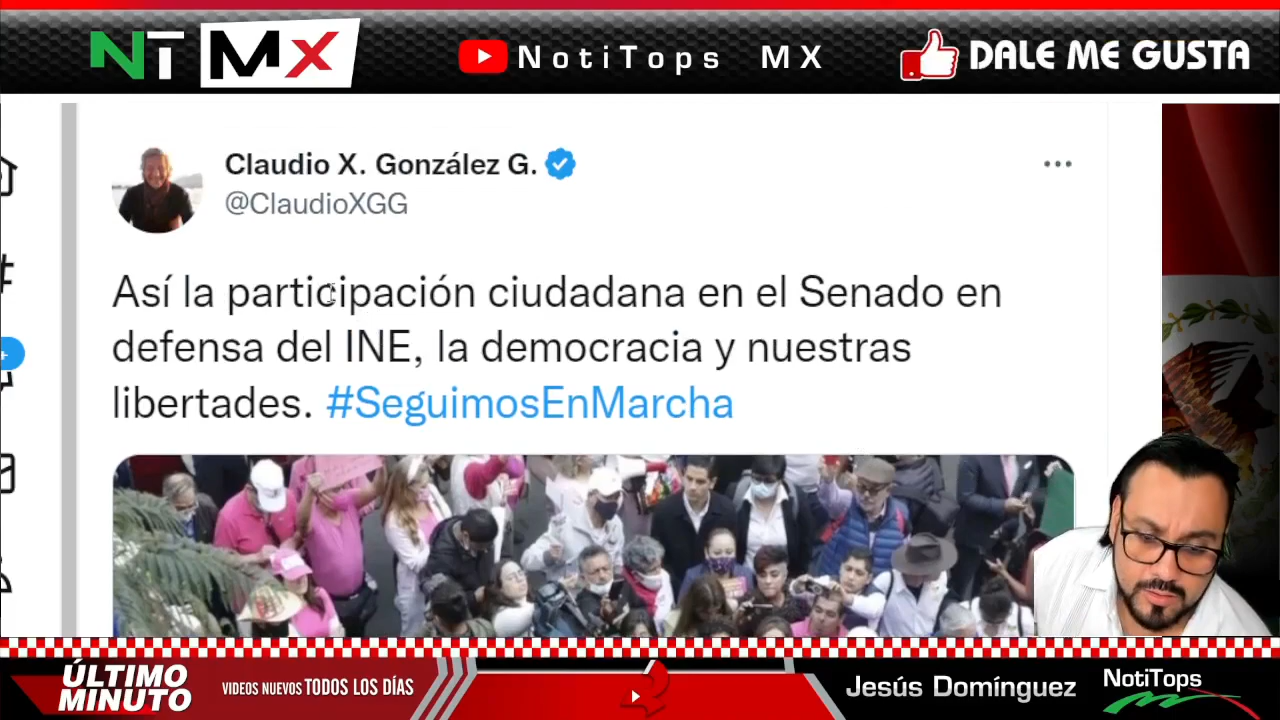 NT MX
NotiTops MX
DALE ME GUSTA
Claudio X. González G.
@ClaudioXGG
Así la participación ciudadana en el Senado en
defensa del INE, la democracia y nuestras
libertades. #SeguimosEnMarcha
ÚLTIMO
MINUTO
VIDEOS NUEVOS TODOS LOS DÍAS
Jesús Domínguez
NotiTops